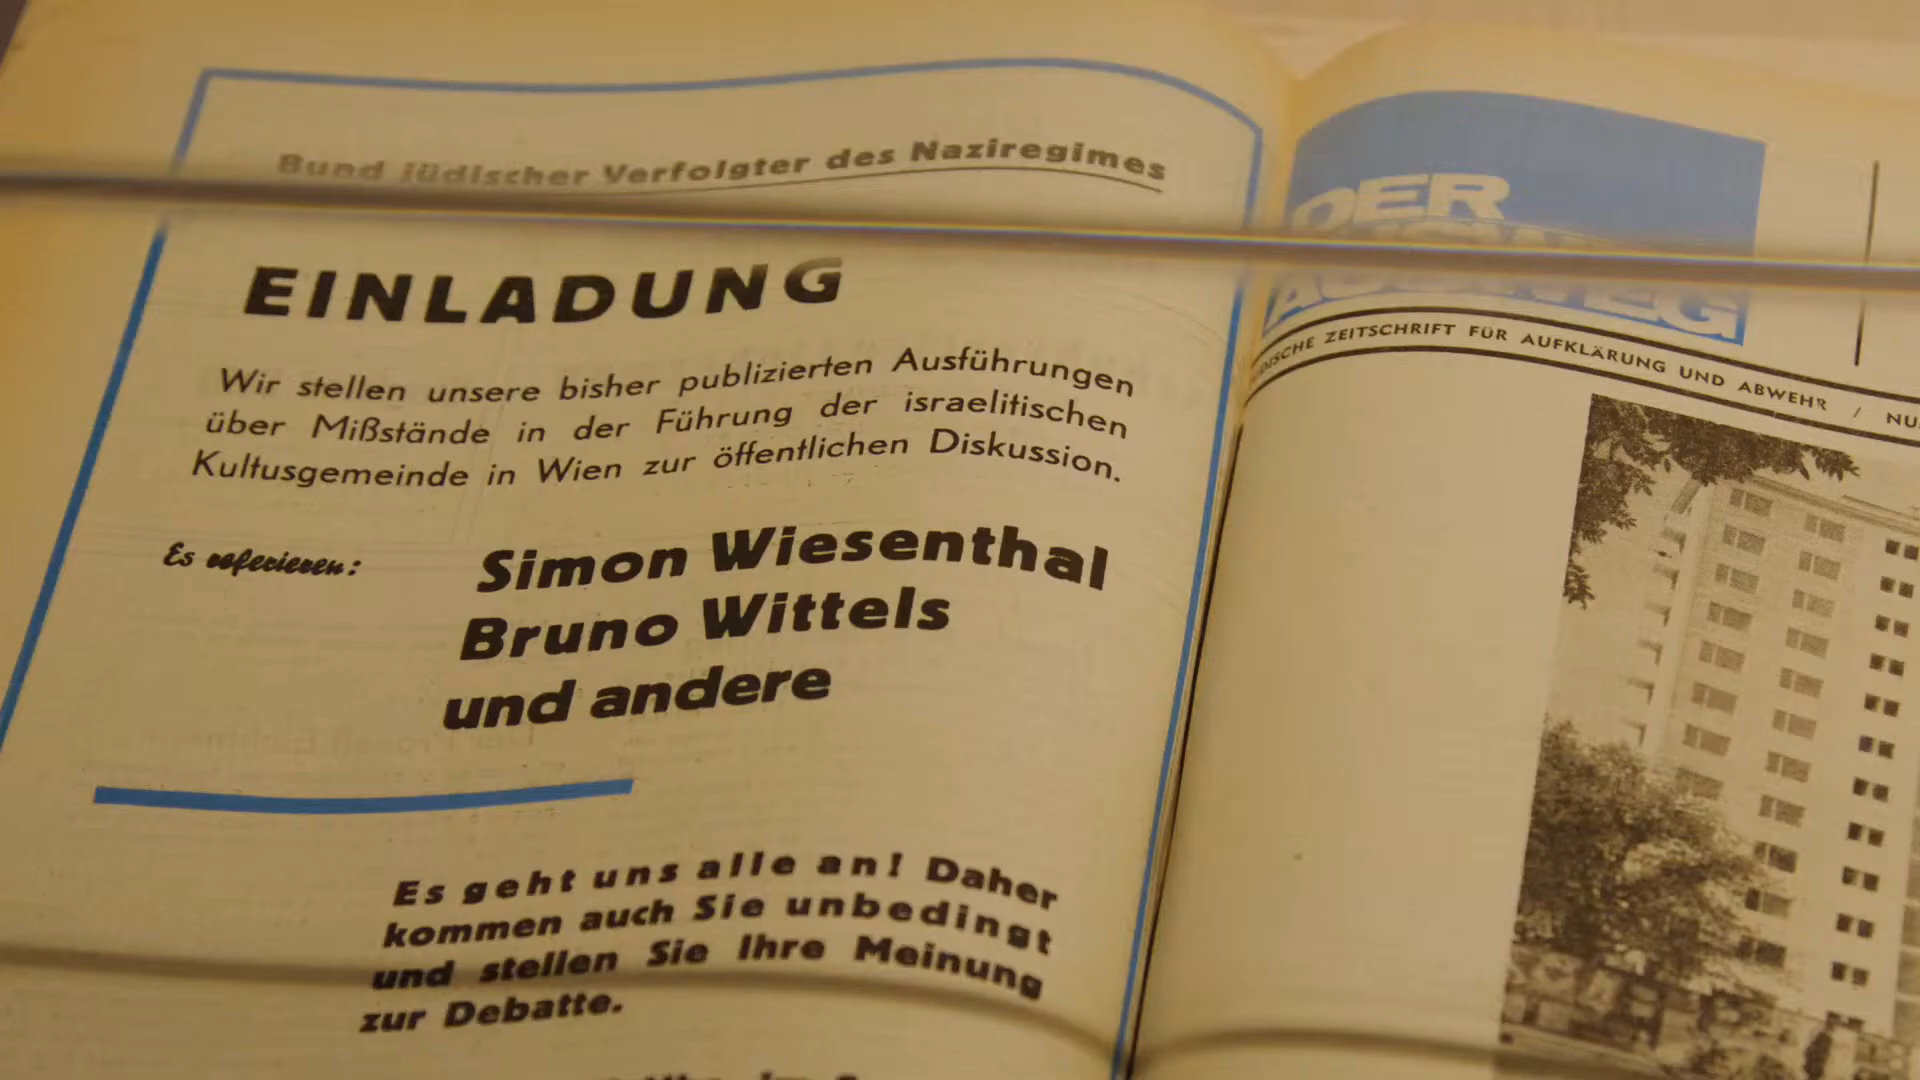 Bund jüdischer Verfolgter des Naziregimes
EINLADUNG
Wir stellen unsere bisher publizierten Ausführungen
über Mißstände in der Führung der israelitischen
Kultusgemeinde in Wien zur öffentlichen Diskussion.
Es referieren:
Simon Wiesenthal
Bruno Wittels
und andere
Es geht uns alle an! Daher
kommen auch Sie unbedingt
und stellen Sie Ihre Meinung
zur Debatte.
DER
AUSWEG
ZEITSCHRIFT FÜR AUFKLÄRUNG UND ABWEHR /